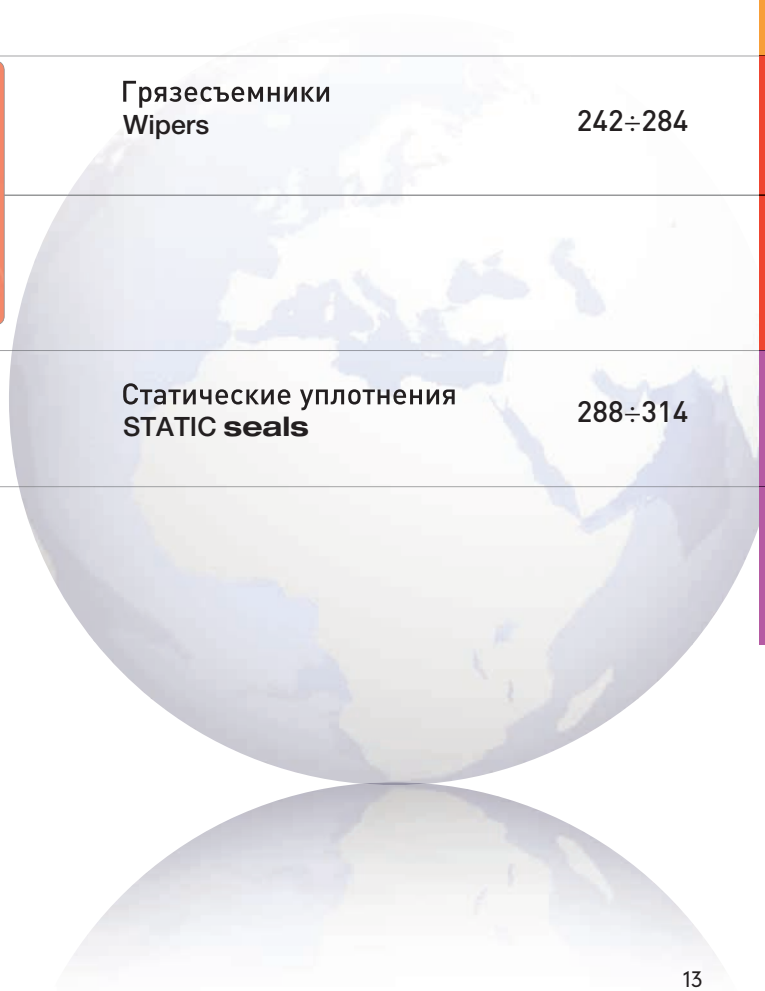 Грязесъемники
Wipers
242÷284
Статические уплотнения
STATIC seals
288÷314
13